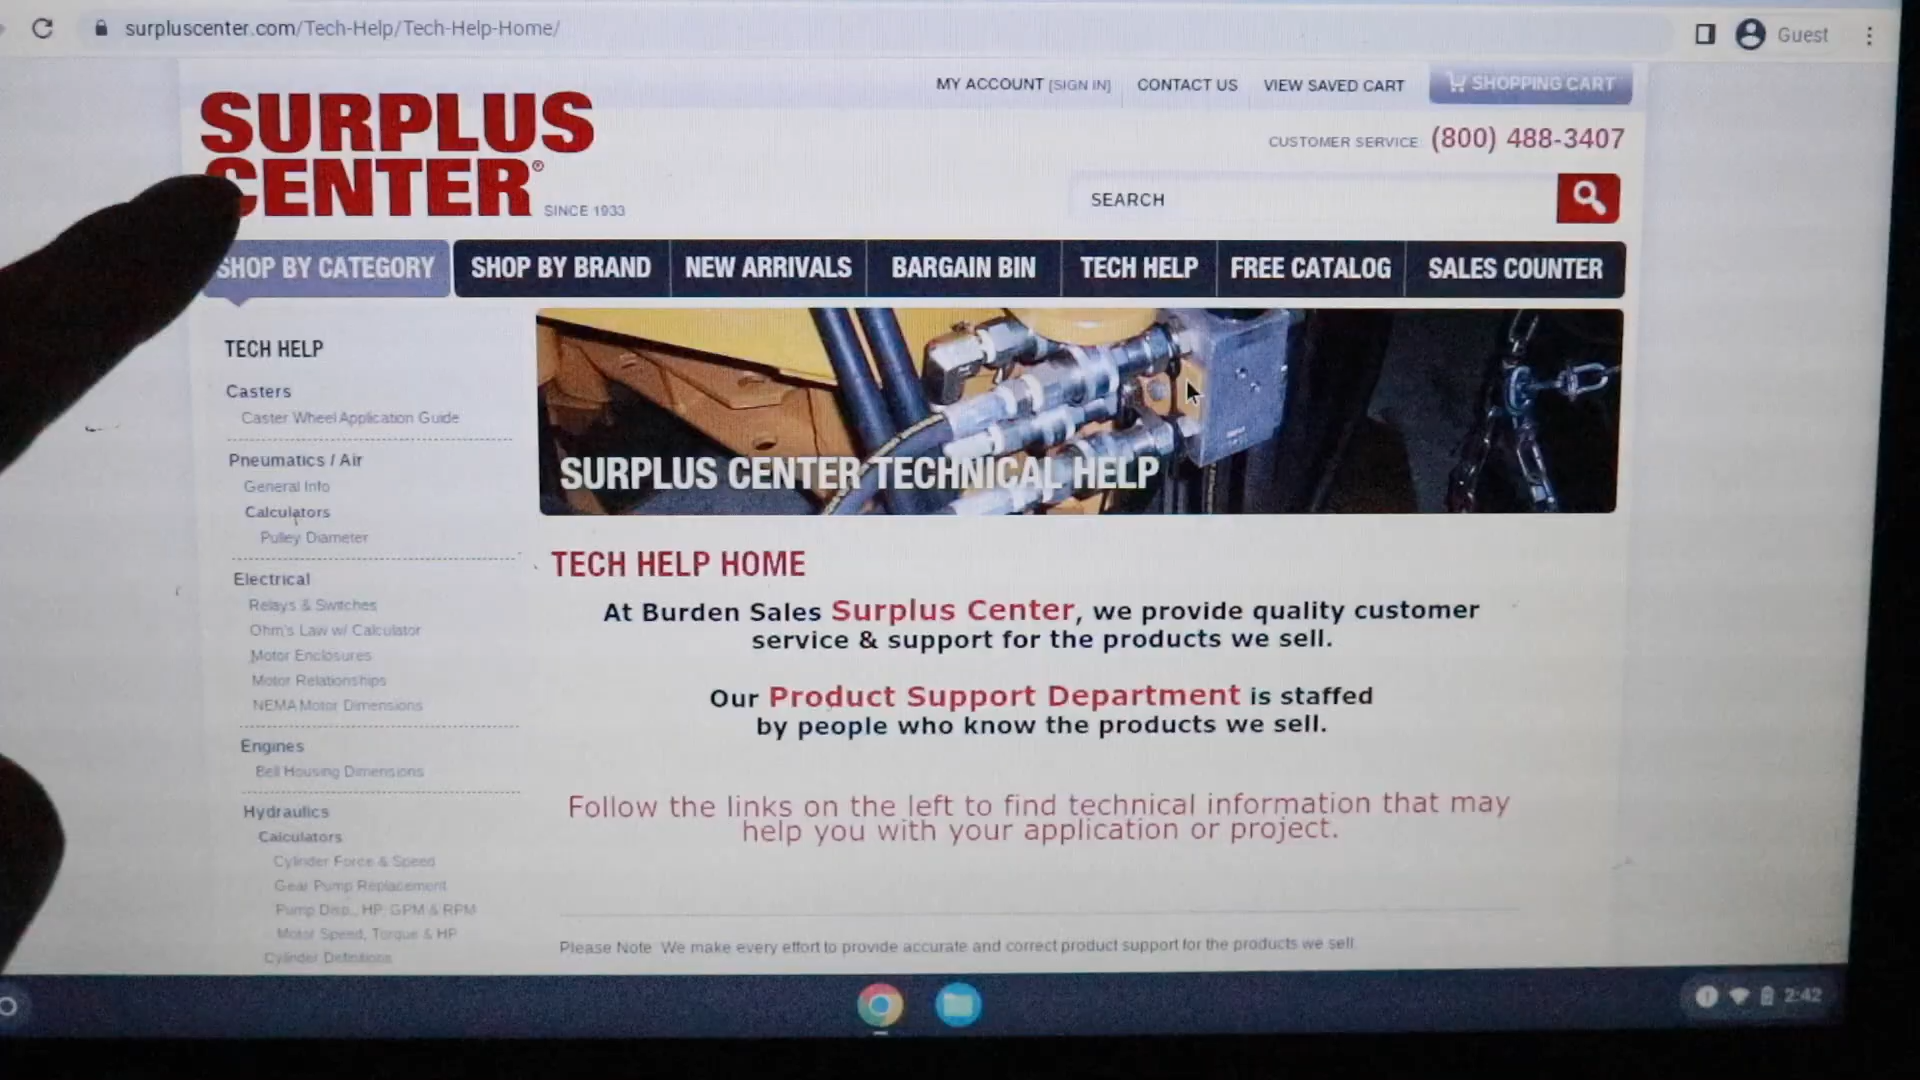 surpluscenter.com/Tech-Help/Tech-Help-Home/
Guest
MY ACCOUNT [SIGN IN]
CONTACT US
VIEW SAVED CART
SHOPPING CART
SURPLUS
CENTER®
SINCE 1933
CUSTOMER SERVICE (800) 488-3407
SEARCH
SHOP BY CATEGORY
SHOP BY BRAND
NEW ARRIVALS
BARGAIN BIN
TECH HELP
FREE CATALOG
SALES COUNTER
TECH HELP
Casters
Caster Wheel Application Guide
Pneumatics / Air
General Info
Calculators
Pulley Diameter
Electrical
Relays & Switches
Ohm's Law w/ Calculator
Motor Enclosures
Motor Relationships
NEMA Motor Dimensions
Engines
Bell Housing Dimensions
Hydraulics
Calculators
Cylinder Force & Speed
Gear Pump Replacement
Pump Disp., HP, GPM & RPM
Motor Speed, Torque & HP
Cylinder Definitions
SURPLUS CENTER TECHNICAL HELP
TECH HELP HOME
At Burden Sales Surplus Center, we provide quality customer
service & support for the products we sell.
Our Product Support Department is staffed
by people who know the products we sell.
Follow the links on the left to find technical information that may
help you with your application or project.
Please Note: We make every effort to provide accurate and correct product support for the products we sell.
2:42